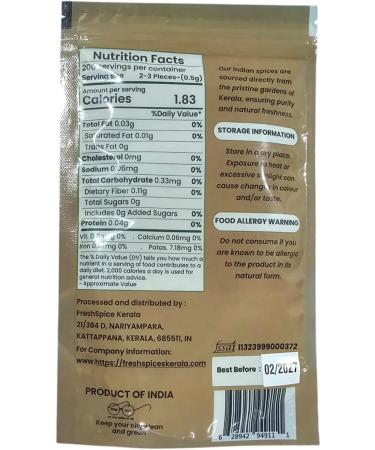 Nutrition Facts
200 servings per container
Serving size 2-3 Pieces~(0.5g)
Amount per serving
Calories 1.83
%Daily Value*
Total Fat 0.03g 0%
Saturated Fat 0.01g 0%
Trans Fat 0g
Cholesterol 0mg 0%
Sodium 0.06mg 0%
Total Carbohydrate 0.33mg 0%
Dietary Fiber 0.11g 0%
Total Sugars 0g
Includes 0g Added Sugars 0%
Protein 0.04g 0%
Vit. D 0% • Calcium 0.06mg 0%
Iron 0% • Potas. 7.18mg 0%
The % Daily Value (DV) tells you how much a
nutrient in a serving of food contributes to a
daily diet. 2,000 calories a day is used for
general nutrition advice.
- Approximate Value
Processed and distributed by :
FreshSpice Kerala
21/384 D, NARIYAMPARA,
KATTAPPANA, KERALA, 685511, IN
For Company information:
www.https://freshspiceskerala.com
PRODUCT OF INDIA
Keep your city clean
and green
Our Indian spices are
sourced directly from
the pristine gardens of
Kerala, ensuring purity
and natural freshness.
STORAGE INFORMATION
Store in a dry place.
Exposure to heat or
excessive sunlight can
cause change in colour
and/or taste.
FOOD ALLERGY WARNING
Do not consume if you
are known to be allergic
to the product in its
natural form.
fssai 11323999000372
Best Before : 02/2027
6 28942 94911 1